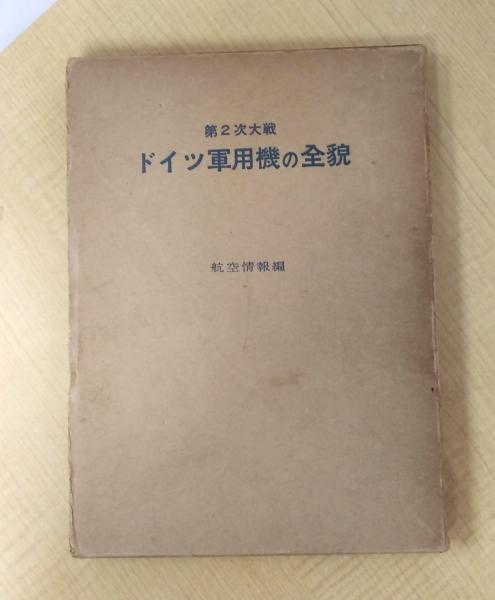 第2次大戦
ドイツ軍用機の全貌
航空情報編